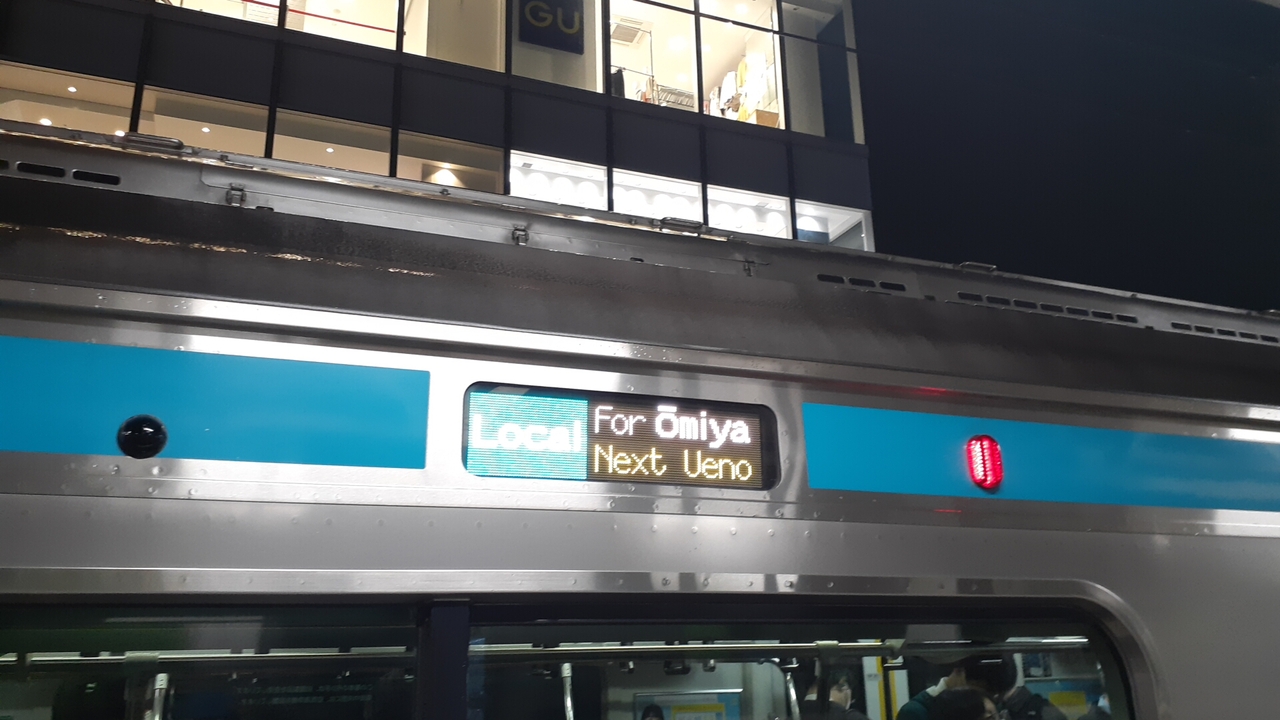 GU
Local
For Ōmiya
Next Ueno